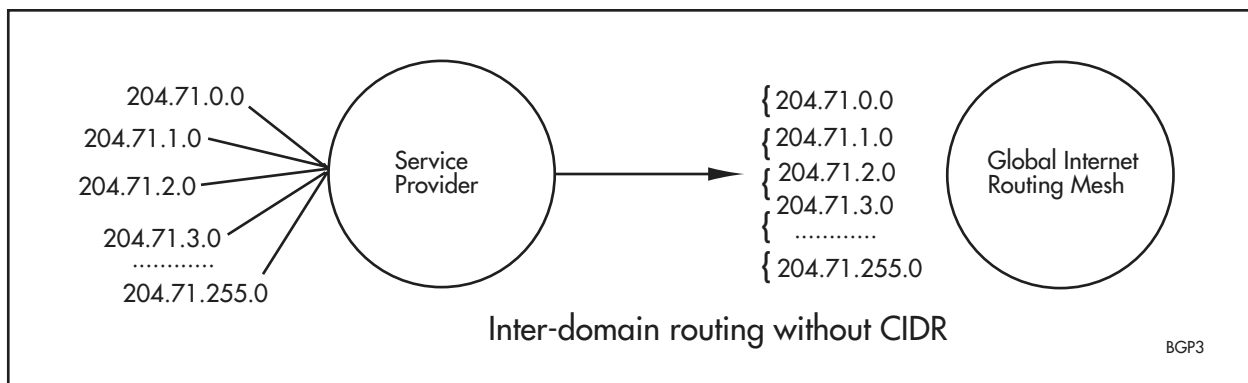 204.71.0.0
204.71.1.0
204.71.2.0
204.71.3.0
............
204.71.255.0
Service
Provider
{ 204.71.0.0
{ 204.71.1.0
{ 204.71.2.0
204.71.3.0
{ ............
{ 204.71.255.0
Global Internet
Routing Mesh
Inter-domain routing without CIDR
BGP3